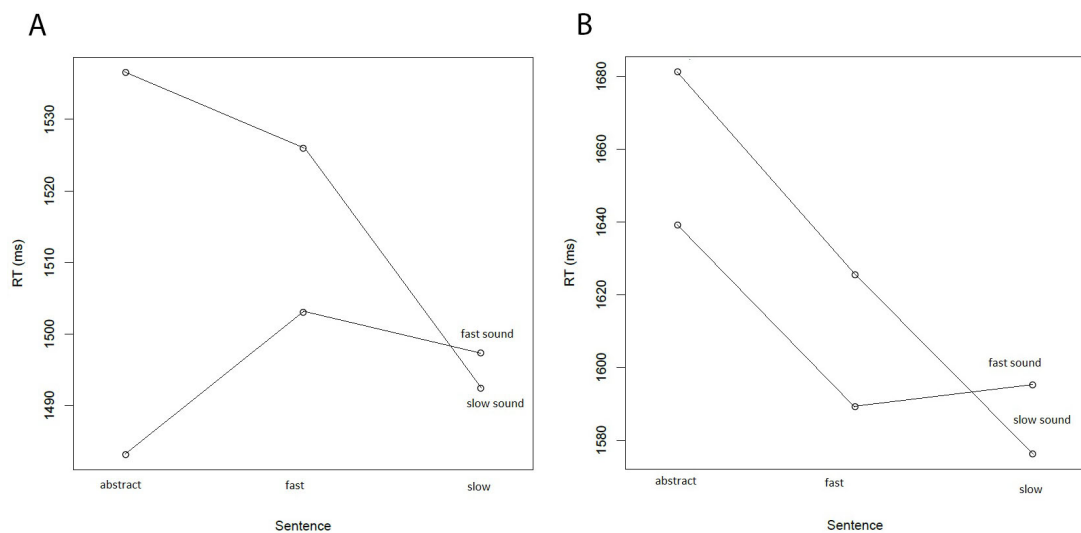 A
RT (ms)
1530
1520
1510
1500
1490
fast sound
slow sound
abstract
fast
slow
Sentence
B
RT (ms)
1680
1660
1640
1620
1600
1580
fast sound
slow sound
abstract
fast
slow
Sentence